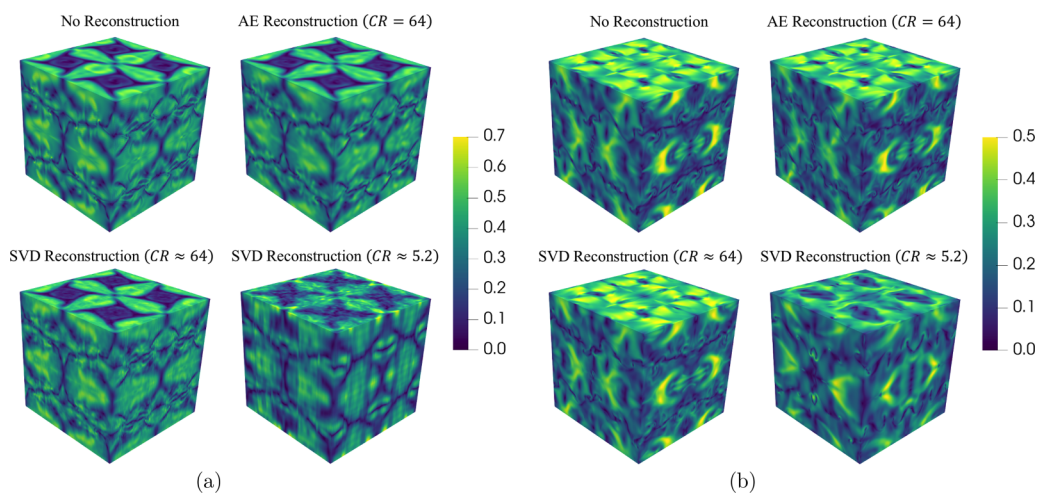 No Reconstruction
AE Reconstruction (CR = 64)
SVD Reconstruction (CR ≈ 64)
SVD Reconstruction (CR ≈ 5.2)
0.7
0.6
0.5
0.4
0.3
0.2
0.1
0.0
(a)
No Reconstruction
AE Reconstruction (CR = 64)
SVD Reconstruction (CR ≈ 64)
SVD Reconstruction (CR ≈ 5.2)
0.5
0.4
0.3
0.2
0.1
0.0
(b)